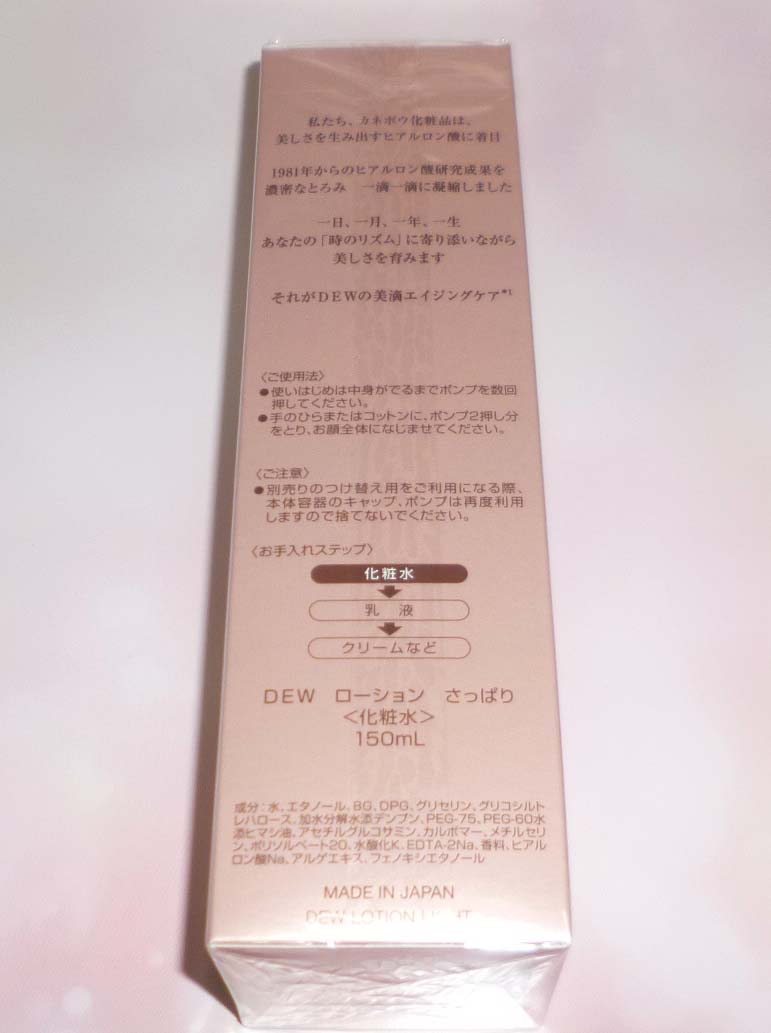 私たち、カネボウ化粧品は、
美しさを生み出すヒアルロン酸に着目
1981年からのヒアルロン酸研究成果を
濃密なとろみ　一滴一滴に凝縮しました
一日、一月、一年、一生
あなたの「時のリズム」に寄り添いながら
美しさを育みます
それがDEWの美滴エイジングケア*1
〈ご使用法〉
●使いはじめは中身がでるまでポンプを数回
押してください。
●手のひらまたはコットンに、ポンプ2押し分
をとり、お顔全体になじませてください。
〈ご注意〉
●別売りのつけ替え用をご利用になる際、
本体容器のキャップ、ポンプは再度利用
しますので捨てないでください。
〈お手入れステップ〉
化粧水
乳　液
クリームなど
DEW　ローション　さっぱり
＜化粧水＞
150mL
成分：水、エタノール、BG、DPG、グリセリン、グリコシルト
レハロース、加水分解水添デンプン、PEG-75、PEG-60水
添ヒマシ油、アセチルグルコサミン、カルボマー、メチルセリ
ン、ポリソルベート20、水酸化K、EDTA-2Na、香料、ヒアル
ロン酸Na、アルゲエキス、フェノキシエタノール
MADE IN JAPAN
DEW LOTION LIGHT